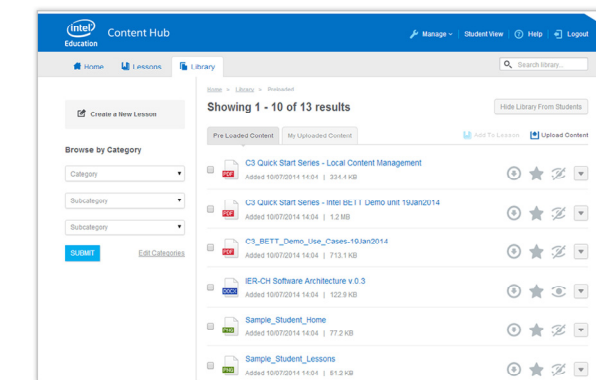 intel Content Hub
Education
Manage Student View Help Logout
Home Lessons Library
Search library...
Home » Library » Preloaded
Showing 1 - 10 of 13 results
Hide Library From Students
Create a New Lesson
Pre Loaded Content My Uploaded Content
Add To Lesson Upload Content
Browse by Category
Category
Subcategory
Subcategory
SUBMIT Edit Categories
PDF C3 Quick Start Series - Local Content Management
Added 10/07/2014 14:04 | 334.4 KB
PDF C3 Quick Start Series - Intel BETT Demo unit 19Jan2014
Added 10/07/2014 14:04 | 1.2 MB
PDF C3_BETT_Demo_Use_Cases-19Jan2014
Added 10/07/2014 14:04 | 713.1 KB
DOCX IER-CH Software Architecture v.0.3
Added 10/07/2014 14:04 | 122.9 KB
PNG Sample_Student_Home
Added 10/07/2014 14:04 | 77.2 KB
PNG Sample_Student_Lessons
Added 10/07/2014 14:04 | 51.2 KB